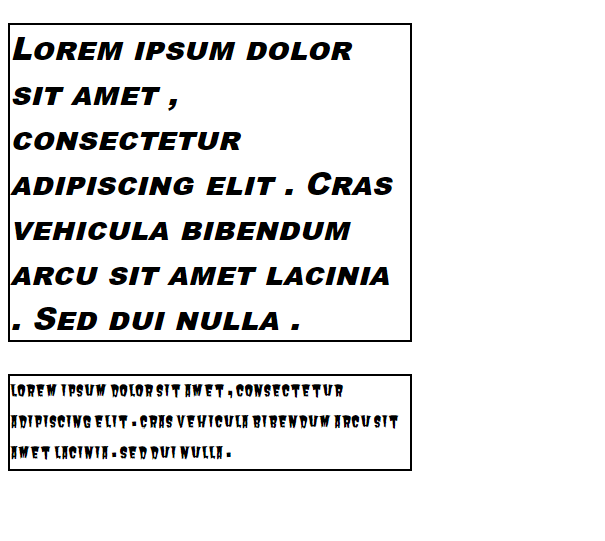 Lorem ipsum dolor
sit amet ,
consectetur
adipiscing elit . Cras
vehicula bibendum
arcu sit amet lacinia
. Sed dui nulla .
LOREM IPSUM DOLOR SIT AMET , CONSECTETUR
ADIPISCING ELIT . CRAS VEHICULA BIBENDUM ARCU SIT
AMET LACINIA . SED DUI NULLA .